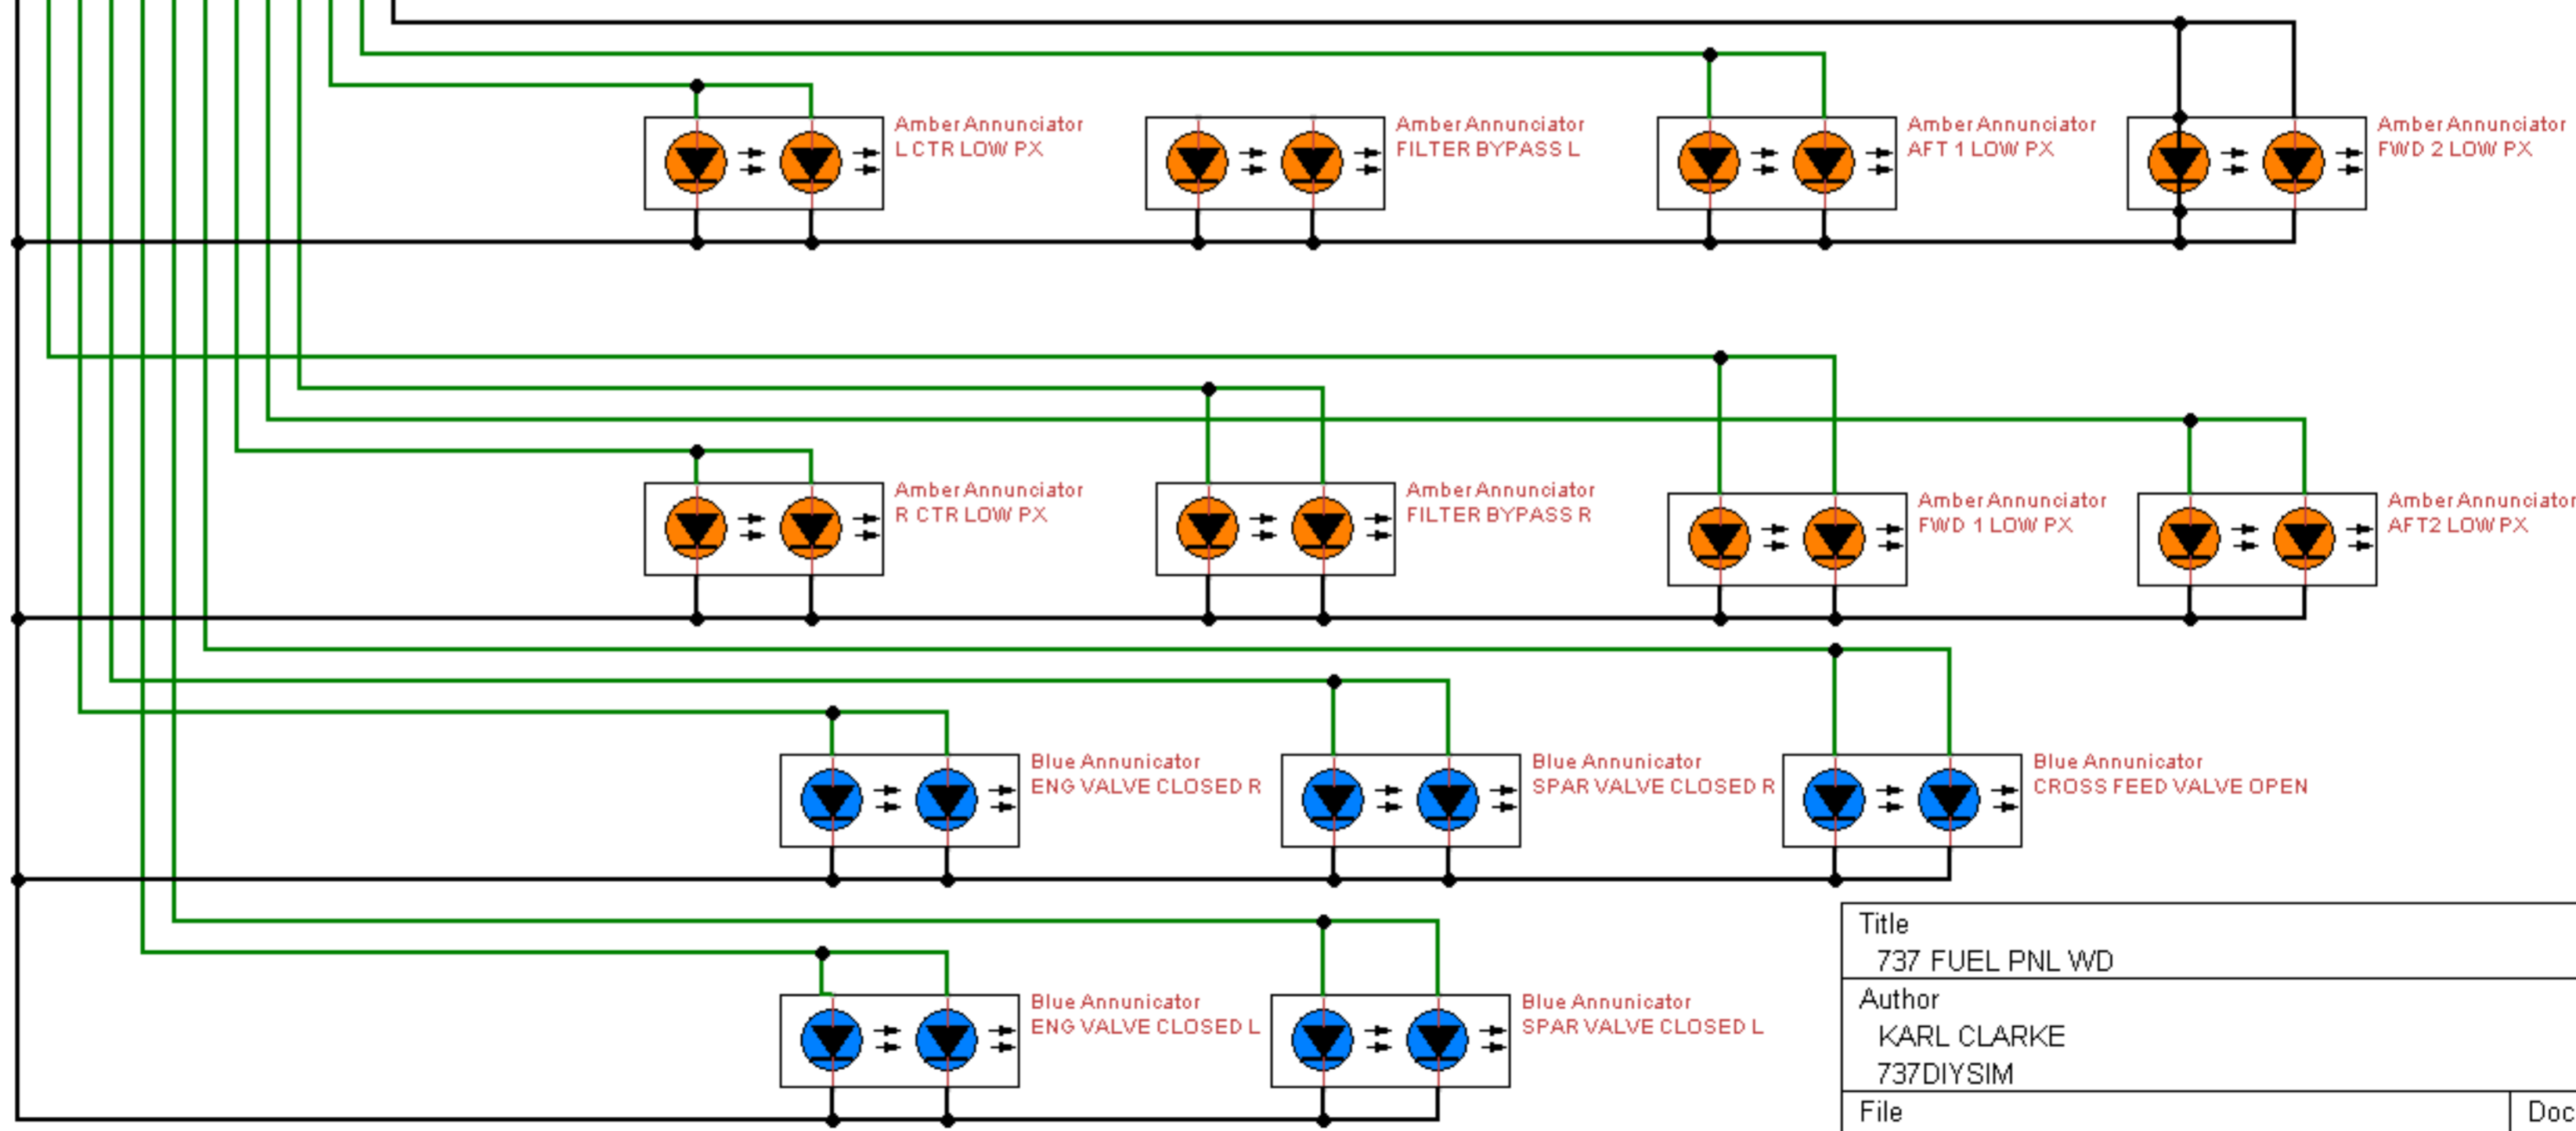 Amber Annunciator
L CTR LOW PX
Amber Annunciator
FILTER BYPASS L
Amber Annunciator
AFT 1 LOW PX
Amber Annunciator
FWD 2 LOW PX
Amber Annunciator
R CTR LOW PX
Amber Annunciator
FILTER BYPASS R
Amber Annunciator
FWD 1 LOW PX
Amber Annunciator
AFT2 LOW PX
Blue Annunicator
ENG VALVE CLOSED R
Blue Annunicator
SPAR VALVE CLOSED R
Blue Annunicator
CROSS FEED VALVE OPEN
Blue Annunicator
ENG VALVE CLOSED L
Blue Annunicator
SPAR VALVE CLOSED L
Title
737 FUEL PNL WD
Author
KARL CLARKE
737DIYSIM
File
Doc